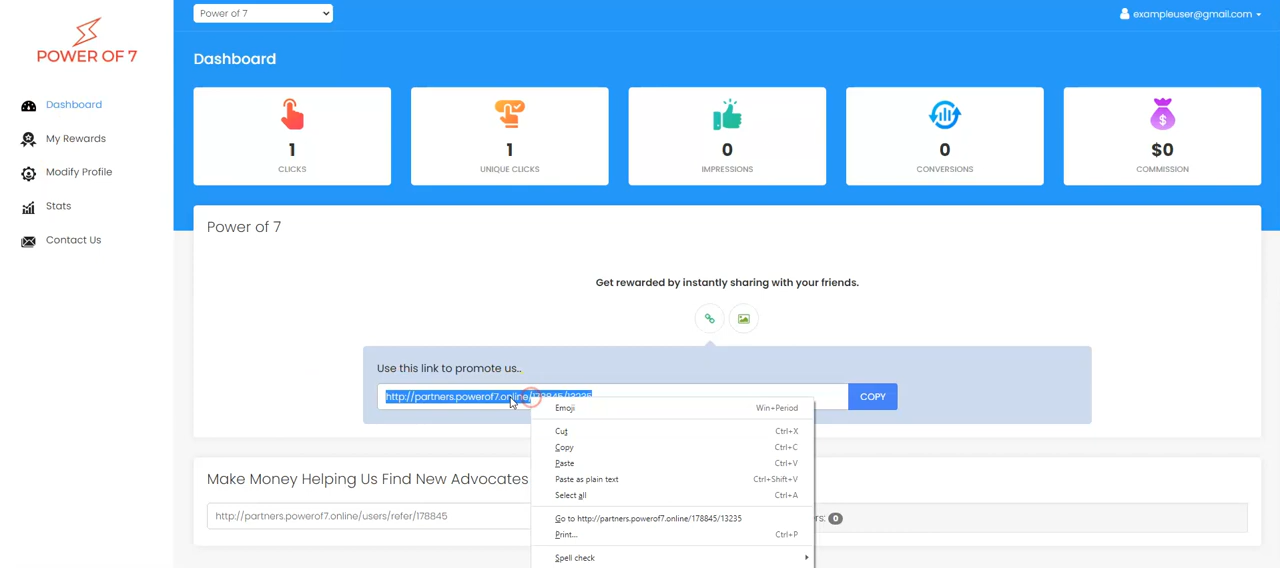 Power of 7
exampleuser@gmail.com
POWER OF 7
Dashboard
My Rewards
Modify Profile
Stats
Contact Us
Dashboard
1
CLICKS
1
UNIQUE CLICKS
0
IMPRESSIONS
0
CONVERSIONS
$0
COMMISSION
Power of 7
Get rewarded by instantly sharing with your friends.
Use this link to promote us..
http://partners.powerof7.online/178845/13235
COPY
Emoji Win+Period
Cut Ctrl+X
Copy Ctrl+C
Paste Ctrl+V
Paste as plain text Ctrl+Shift+V
Select all Ctrl+A
Go to http://partners.powerof7.online/178845/13235
Print... Ctrl+P
Spell check
Make Money Helping Us Find New Advocates
http://partners.powerof7.online/users/refer/178845
0